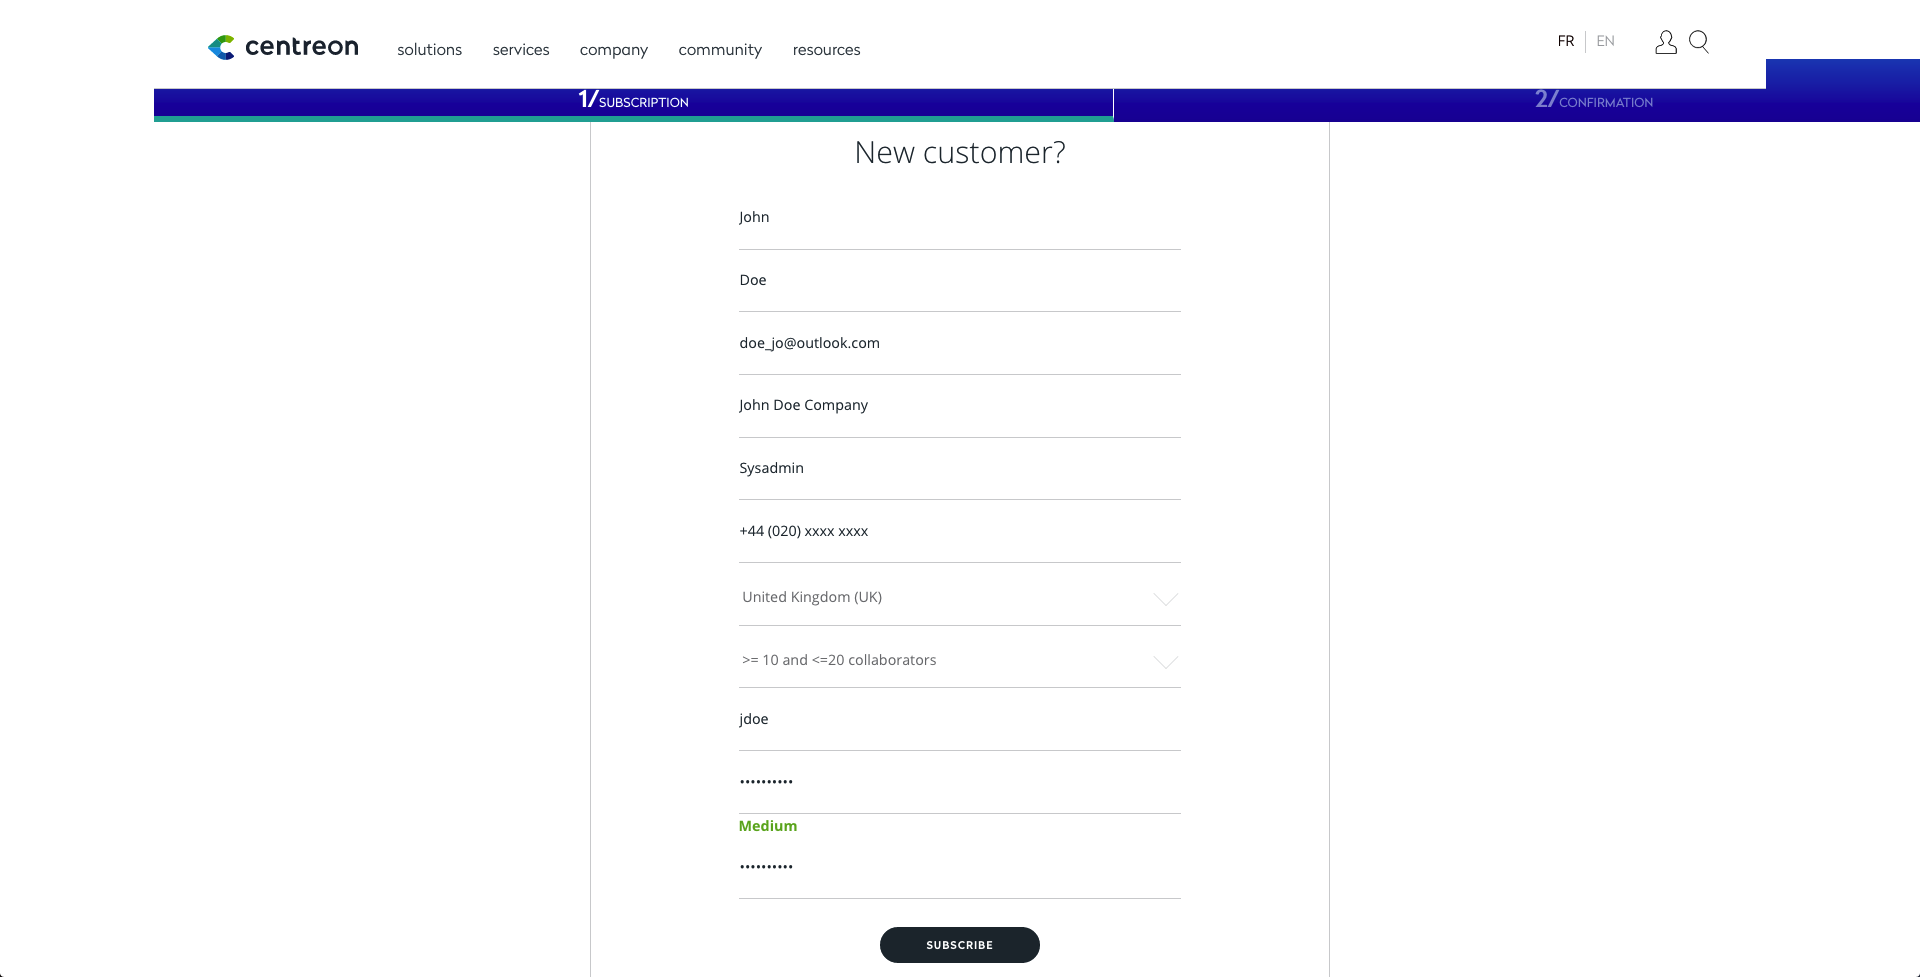 centreon solutions services company community resources FR EN
1/SUBSCRIPTION 2/CONFIRMATION
New customer?
John
Doe
doe_jo@outlook.com
John Doe Company
Sysadmin
+44 (020) xxxx xxxx
United Kingdom (UK)
>= 10 and <=20 collaborators
jdoe
••••••••••
Medium
••••••••••
SUBSCRIBE